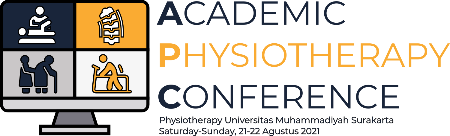 ACADEMIC
PHYSIOTHERAPY
CONFERENCE
Physiotherapy Universitas Muhammadiyah Surakarta
Saturday-Sunday, 21-22 Agustus 2021